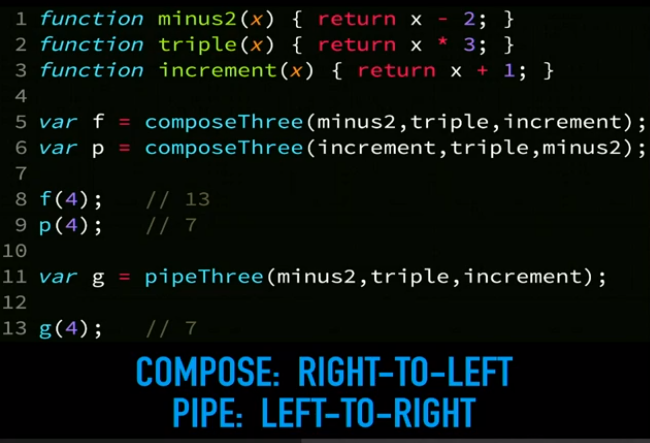 1 function minus2(x) { return x - 2; }
2 function triple(x) { return x * 3; }
3 function increment(x) { return x + 1; }
4
5 var f = composeThree(minus2,triple,increment);
6 var p = composeThree(increment,triple,minus2);
7
8 f(4);   // 13
9 p(4);   // 7
10
11 var g = pipeThree(minus2,triple,increment);
12
13 g(4);   // 7
COMPOSE: RIGHT-TO-LEFT
PIPE: LEFT-TO-RIGHT